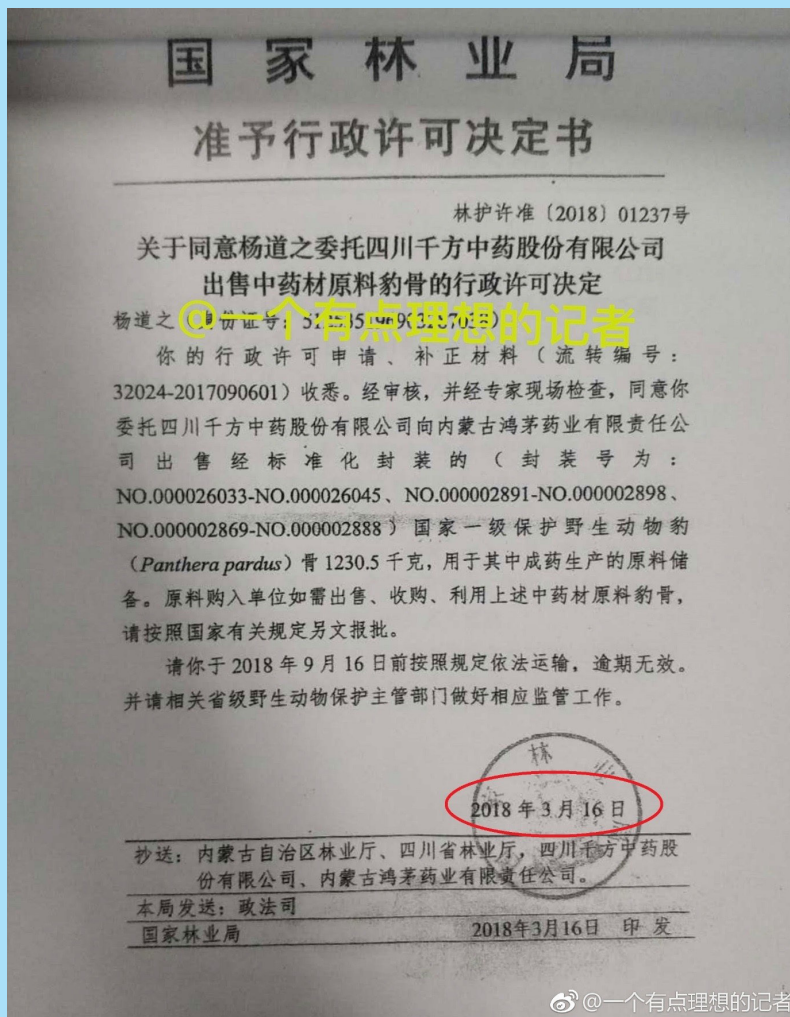 国家林业局
准予行政许可决定书
林护许准〔2018〕01237号
关于同意杨道之委托四川千方中药股份有限公司
出售中药材原料豹骨的行政许可决定
杨道之
@一个有点理想的记者
你的行政许可申请、补正材料（流转编号：
32024-2017090601）收悉。经审核，并经专家现场检查，同意你
委托四川千方中药股份有限公司向内蒙古鸿茅药业有限责任公
司出售经标准化封装的（封装号为：
NO.000026033-NO.000026045、NO.000002891-NO.000002898、
NO.000002869-NO.000002888）国家一级保护野生动物豹
（Panthera pardus）骨 1230.5 千克，用于其中成药生产的原料储
备。原料购入单位如需出售、收购、利用上述中药材原料豹骨，
请按照国家有关规定另文报批。
请你于 2018 年 9 月 16 日前按照规定依法运输，逾期无效。
并请相关省级野生动物保护主管部门做好相应监管工作。
林业
2018 年 3 月 16 日
抄送：内蒙古自治区林业厅、四川省林业厅，四川千方中药股
份有限公司、内蒙古鸿茅药业有限责任公司。
本局发送：政法司
国家林业局 2018年3月16日 印发
@一个有点理想的记者